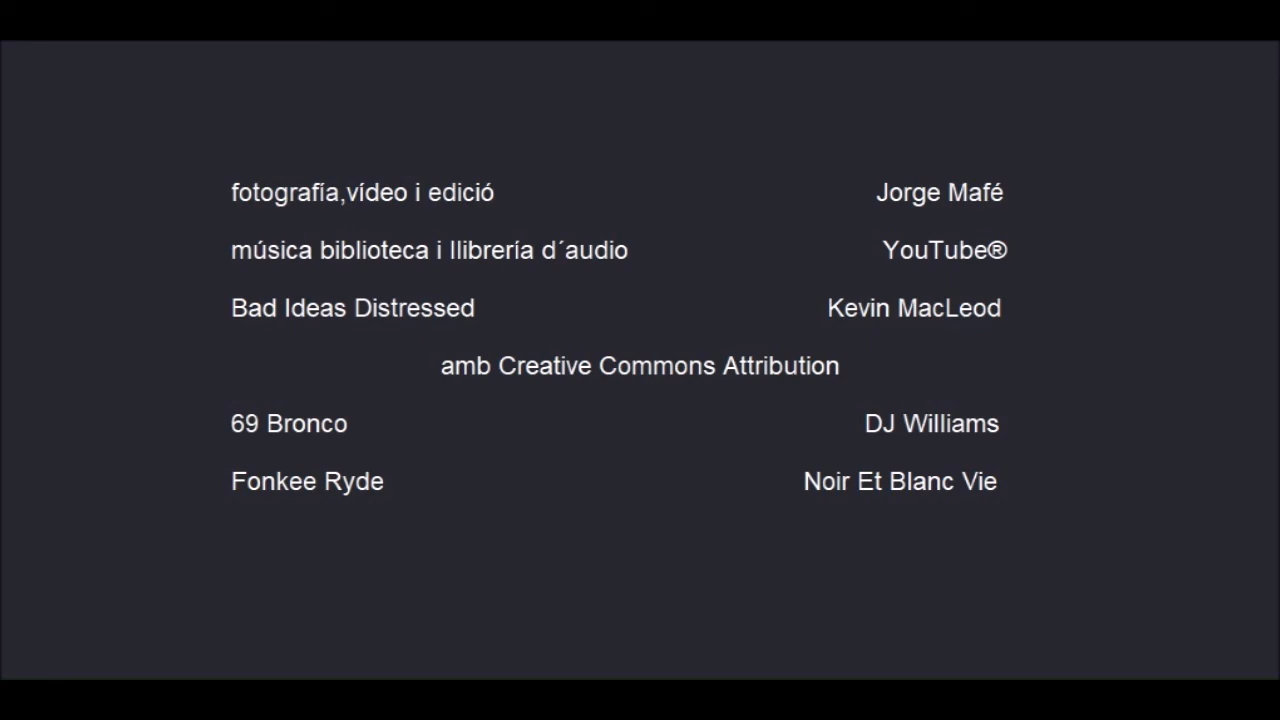 fotografía,vídeo i edició Jorge Mafé
música biblioteca i llibrería d´audio YouTube®
Bad Ideas Distressed Kevin MacLeod
amb Creative Commons Attribution
69 Bronco DJ Williams
Fonkee Ryde Noir Et Blanc Vie